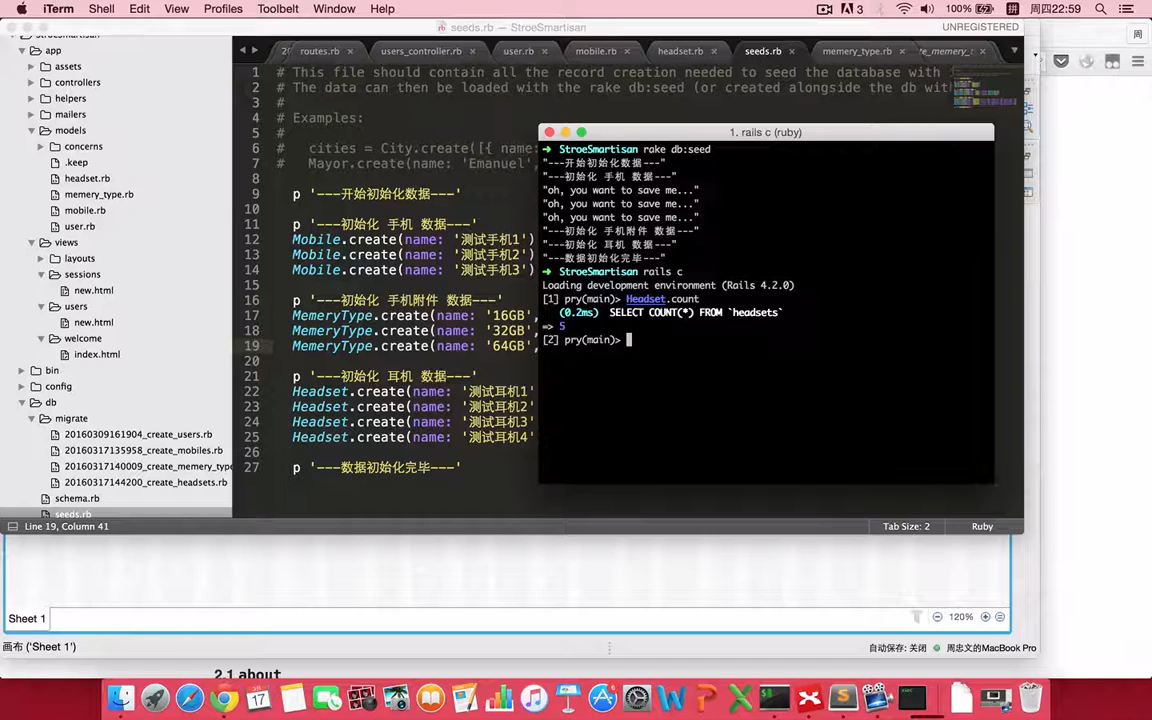 iTerm Shell Edit View Profiles Toolbelt Window Help
3 100% 周四22:59
seeds.rb — StroeSmartisan
UNREGISTERED
周
StroeSmartisan
app
assets
controllers
helpers
mailers
models
concerns
.keep
headset.rb
memory_type.rb
mobile.rb
user.rb
views
layouts
sessions
new.html
users
new.html
welcome
index.html
bin
config
db
migrate
20160309161904_create_users.rb
20160317135958_create_mobiles.rb
20160317140009_create_memery_type
20160317144200_create_headsets.rb
schema.rb
seeds.rb
routes.rb × users_controller.rb × user.rb × mobile.rb × headset.rb × seeds.rb × memory_type.rb × te_memery_t ×
1 # This file should contain all the record creation needed to seed the database with
2 # The data can then be loaded with the rake db:seed (or created alongside the db wit
3 #
4 # Examples:
5 #
6 # cities = City.create([{ name:
7 # Mayor.create(name: 'Emanuel',
8
9 p '---开始初始化数据---'
10
11 p '---初始化 手机 数据---'
12 Mobile.create(name: '测试手机1')
13 Mobile.create(name: '测试手机2')
14 Mobile.create(name: '测试手机3')
15
16 p '---初始化 手机附件 数据---'
17 MemeryType.create(name: '16GB',
18 MemeryType.create(name: '32GB',
19 MemeryType.create(name: '64GB',
20
21 p '---初始化 耳机 数据---'
22 Headset.create(name: '测试耳机1'
23 Headset.create(name: '测试耳机2'
24 Headset.create(name: '测试耳机3'
25 Headset.create(name: '测试耳机4'
26
27 p '---数据初始化完毕---'
1. rails c (ruby)
➜ StroeSmartisan rake db:seed
"---开始初始化数据---"
"---初始化 手机 数据---"
"oh, you want to save me..."
"oh, you want to save me..."
"oh, you want to save me..."
"---初始化 手机附件 数据---"
"---初始化 耳机 数据---"
"---数据初始化完毕---"
➜ StroeSmartisan rails c
Loading development environment (Rails 4.2.0)
[1] pry(main)> Headset.count
(0.2ms) SELECT COUNT(*) FROM `headsets`
=> 5
[2] pry(main)>
Line 19, Column 41
Tab Size: 2 Ruby
Sheet 1
120%
画布 ('Sheet 1')
自动保存: 关闭 周忠文的MacBook Pro
2.1 about
17